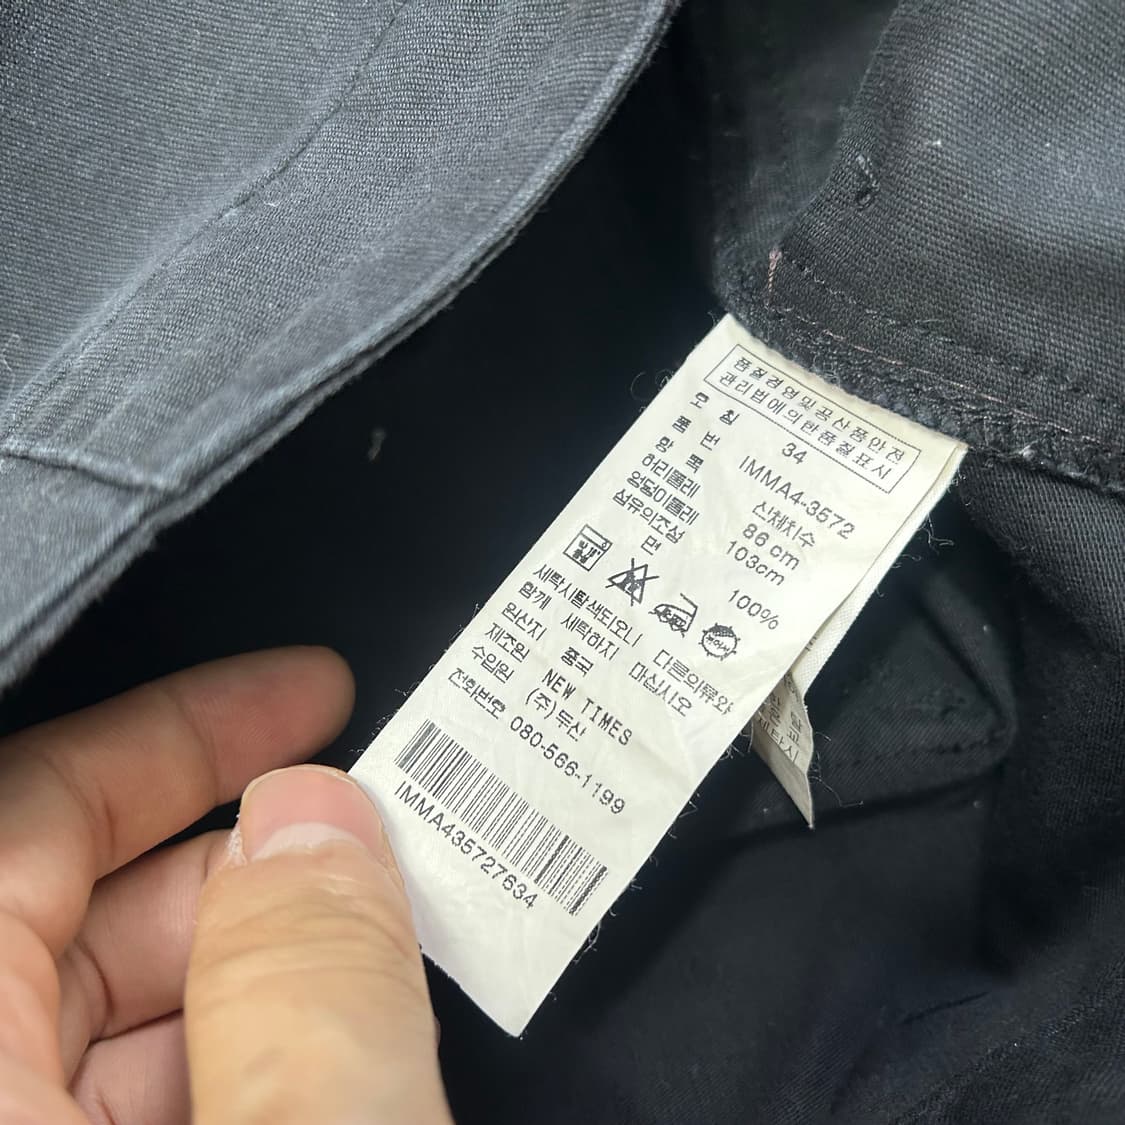 품질경영및공산품안전
관리법에의한품질표시
호 칭 34
품 번 IMMA4-3572
항 목 신체치수
허리둘레 86 cm
엉덩이둘레 103cm
섬유의조성
면 100%
세탁시탈색되오니 다른의류와
함께 세탁하지 마십시오
원산지 중국
제조원 NEW TIMES
수입원 (주)두산
전화번호 080-566-1199
IMMA435727634